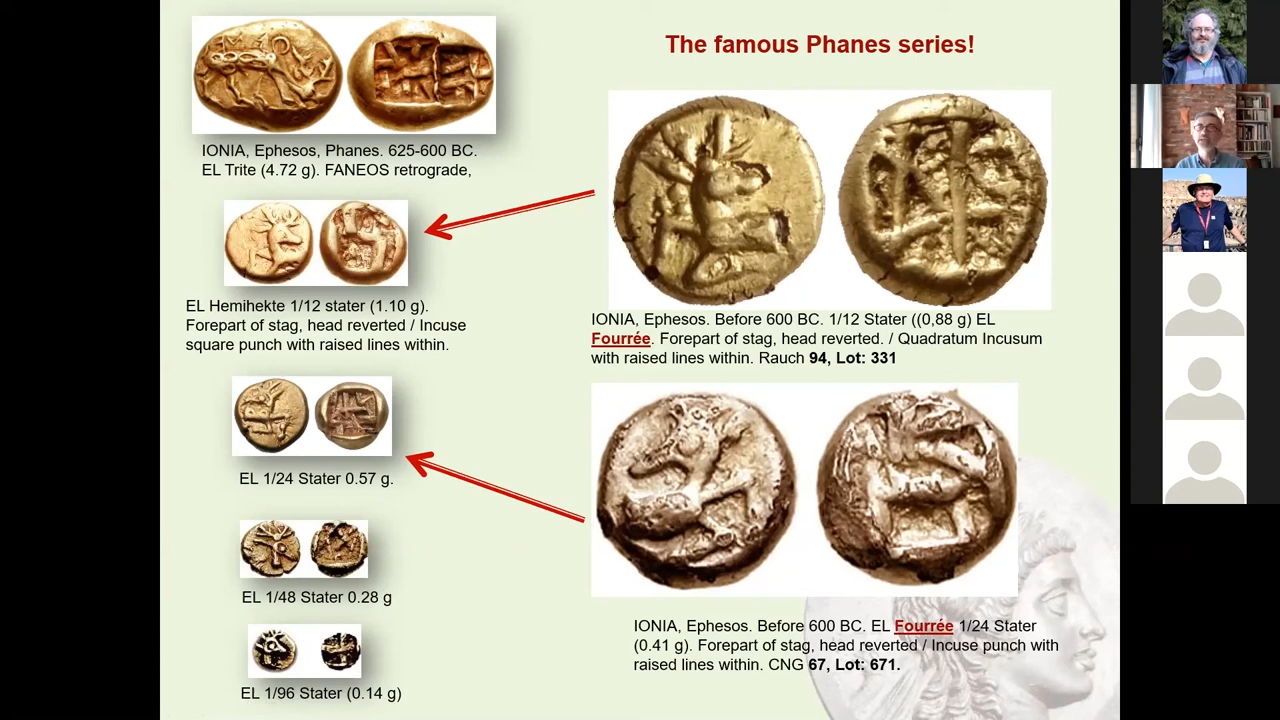 The famous Phanes series!
IONIA, Ephesos, Phanes. 625-600 BC.
EL Trite (4.72 g). FANEOS retrograde,
EL Hemihekte 1/12 stater (1.10 g).
Forepart of stag, head reverted / Incuse
square punch with raised lines within.
EL 1/24 Stater 0.57 g.
EL 1/48 Stater 0.28 g
EL 1/96 Stater (0.14 g)
IONIA, Ephesos. Before 600 BC. 1/12 Stater ((0,88 g) EL
Fourrée. Forepart of stag, head reverted. / Quadratum Incusum
with raised lines within. Rauch 94, Lot: 331
IONIA, Ephesos. Before 600 BC. EL Fourrée 1/24 Stater
(0.41 g). Forepart of stag, head reverted / Incuse punch with
raised lines within. CNG 67, Lot: 671.